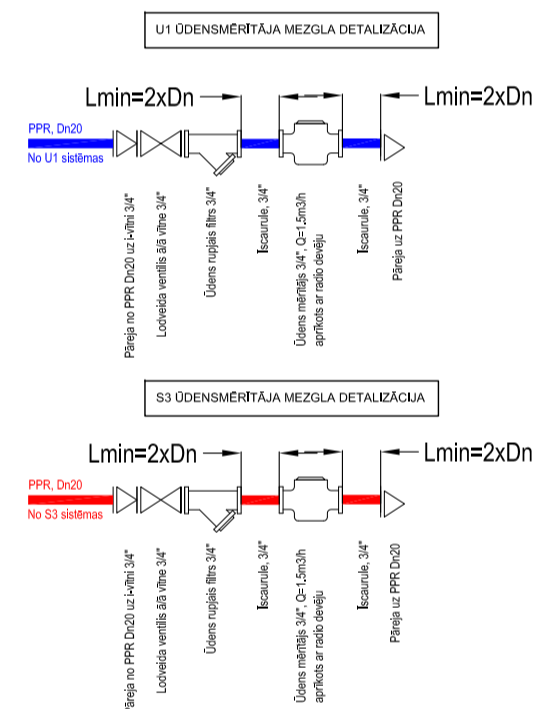 U1 ŪDENSMĒRĪTĀJA MEZGLA DETALIZĀCIJA
Lmin=2xDn
Lmin=2xDn
PPR, Dn20
No U1 sistēmas
Pāreja no PPR Dn20 uz i-vītni 3/4"
Lodveida ventilis ā/ā vītne 3/4"
Ūdens rupjais filtrs 3/4"
Īscaurule, 3/4"
Ūdens mērītājs 3/4", Q=1,5m3/h
aprīkots ar radio devēju
Īscaurule, 3/4"
Pāreja uz PPR Dn20
S3 ŪDENSMĒRĪTĀJA MEZGLA DETALIZĀCIJA
Lmin=2xDn
Lmin=2xDn
PPR, Dn20
No S3 sistēmas
āreja no PPR Dn20 uz i-vītni 3/4"
Lodveida ventilis ā/ā vītne 3/4"
Ūdens rupjais filtrs 3/4"
Īscaurule, 3/4"
Ūdens mērītājs 3/4", Q=1,5m3/h
aprīkots ar radio devēju
Īscaurule, 3/4"
Pāreja uz PPR Dn20